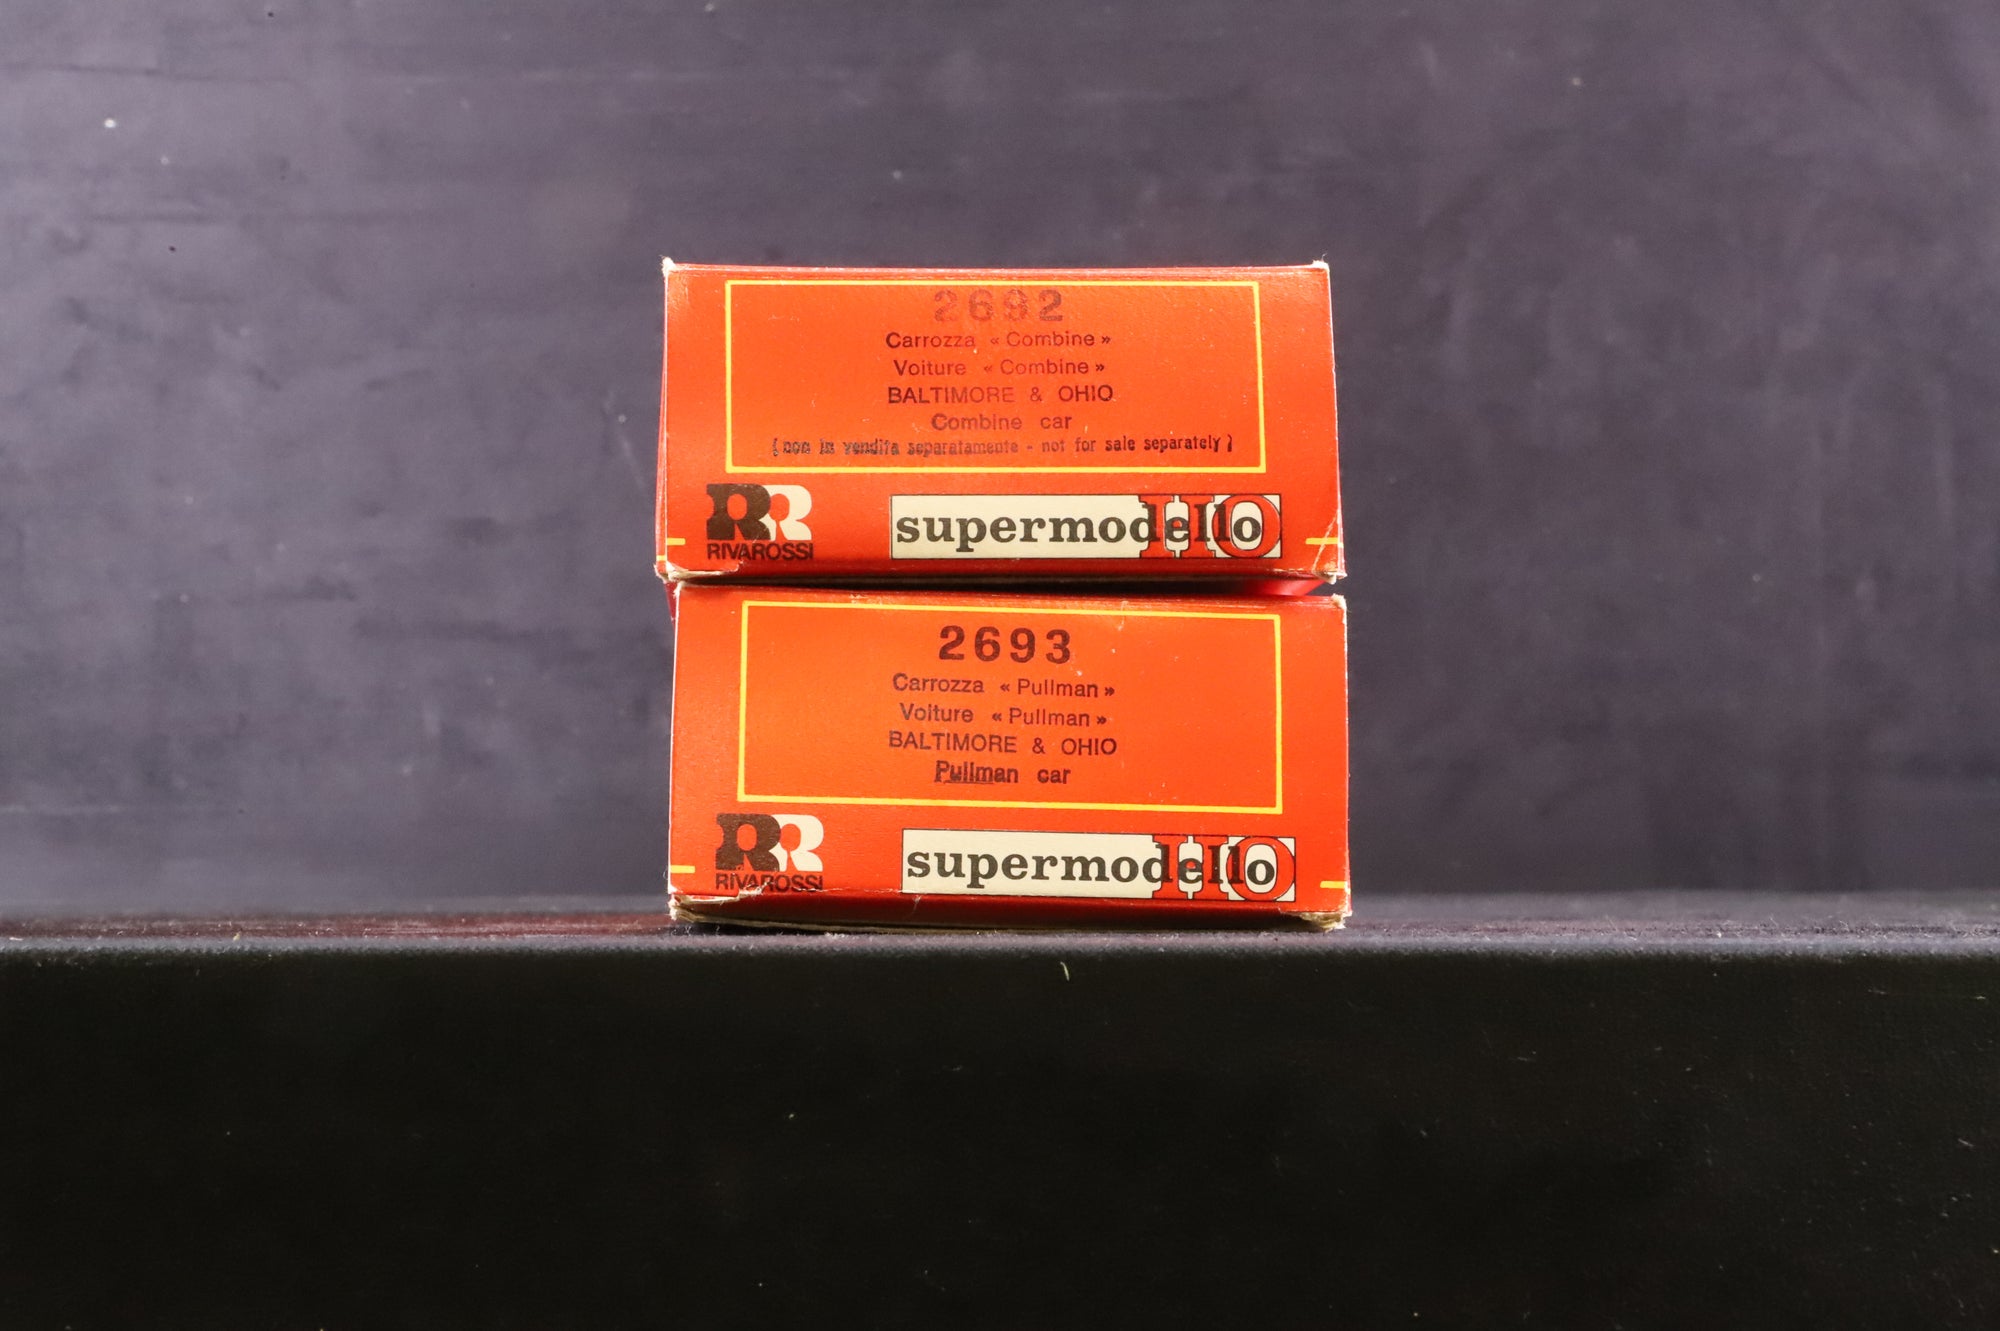 2692
Carrozza « Combine »
Voiture « Combine »
BALTIMORE & OHIO
Combine car
( non in vendita separatamente - not for sale separately )
RR
RIVAROSSI
supermodello HO
2693
Carrozza « Pullman »
Voiture « Pullman »
BALTIMORE & OHIO
Pullman car
RR
RIVAROSSI
supermodello HO